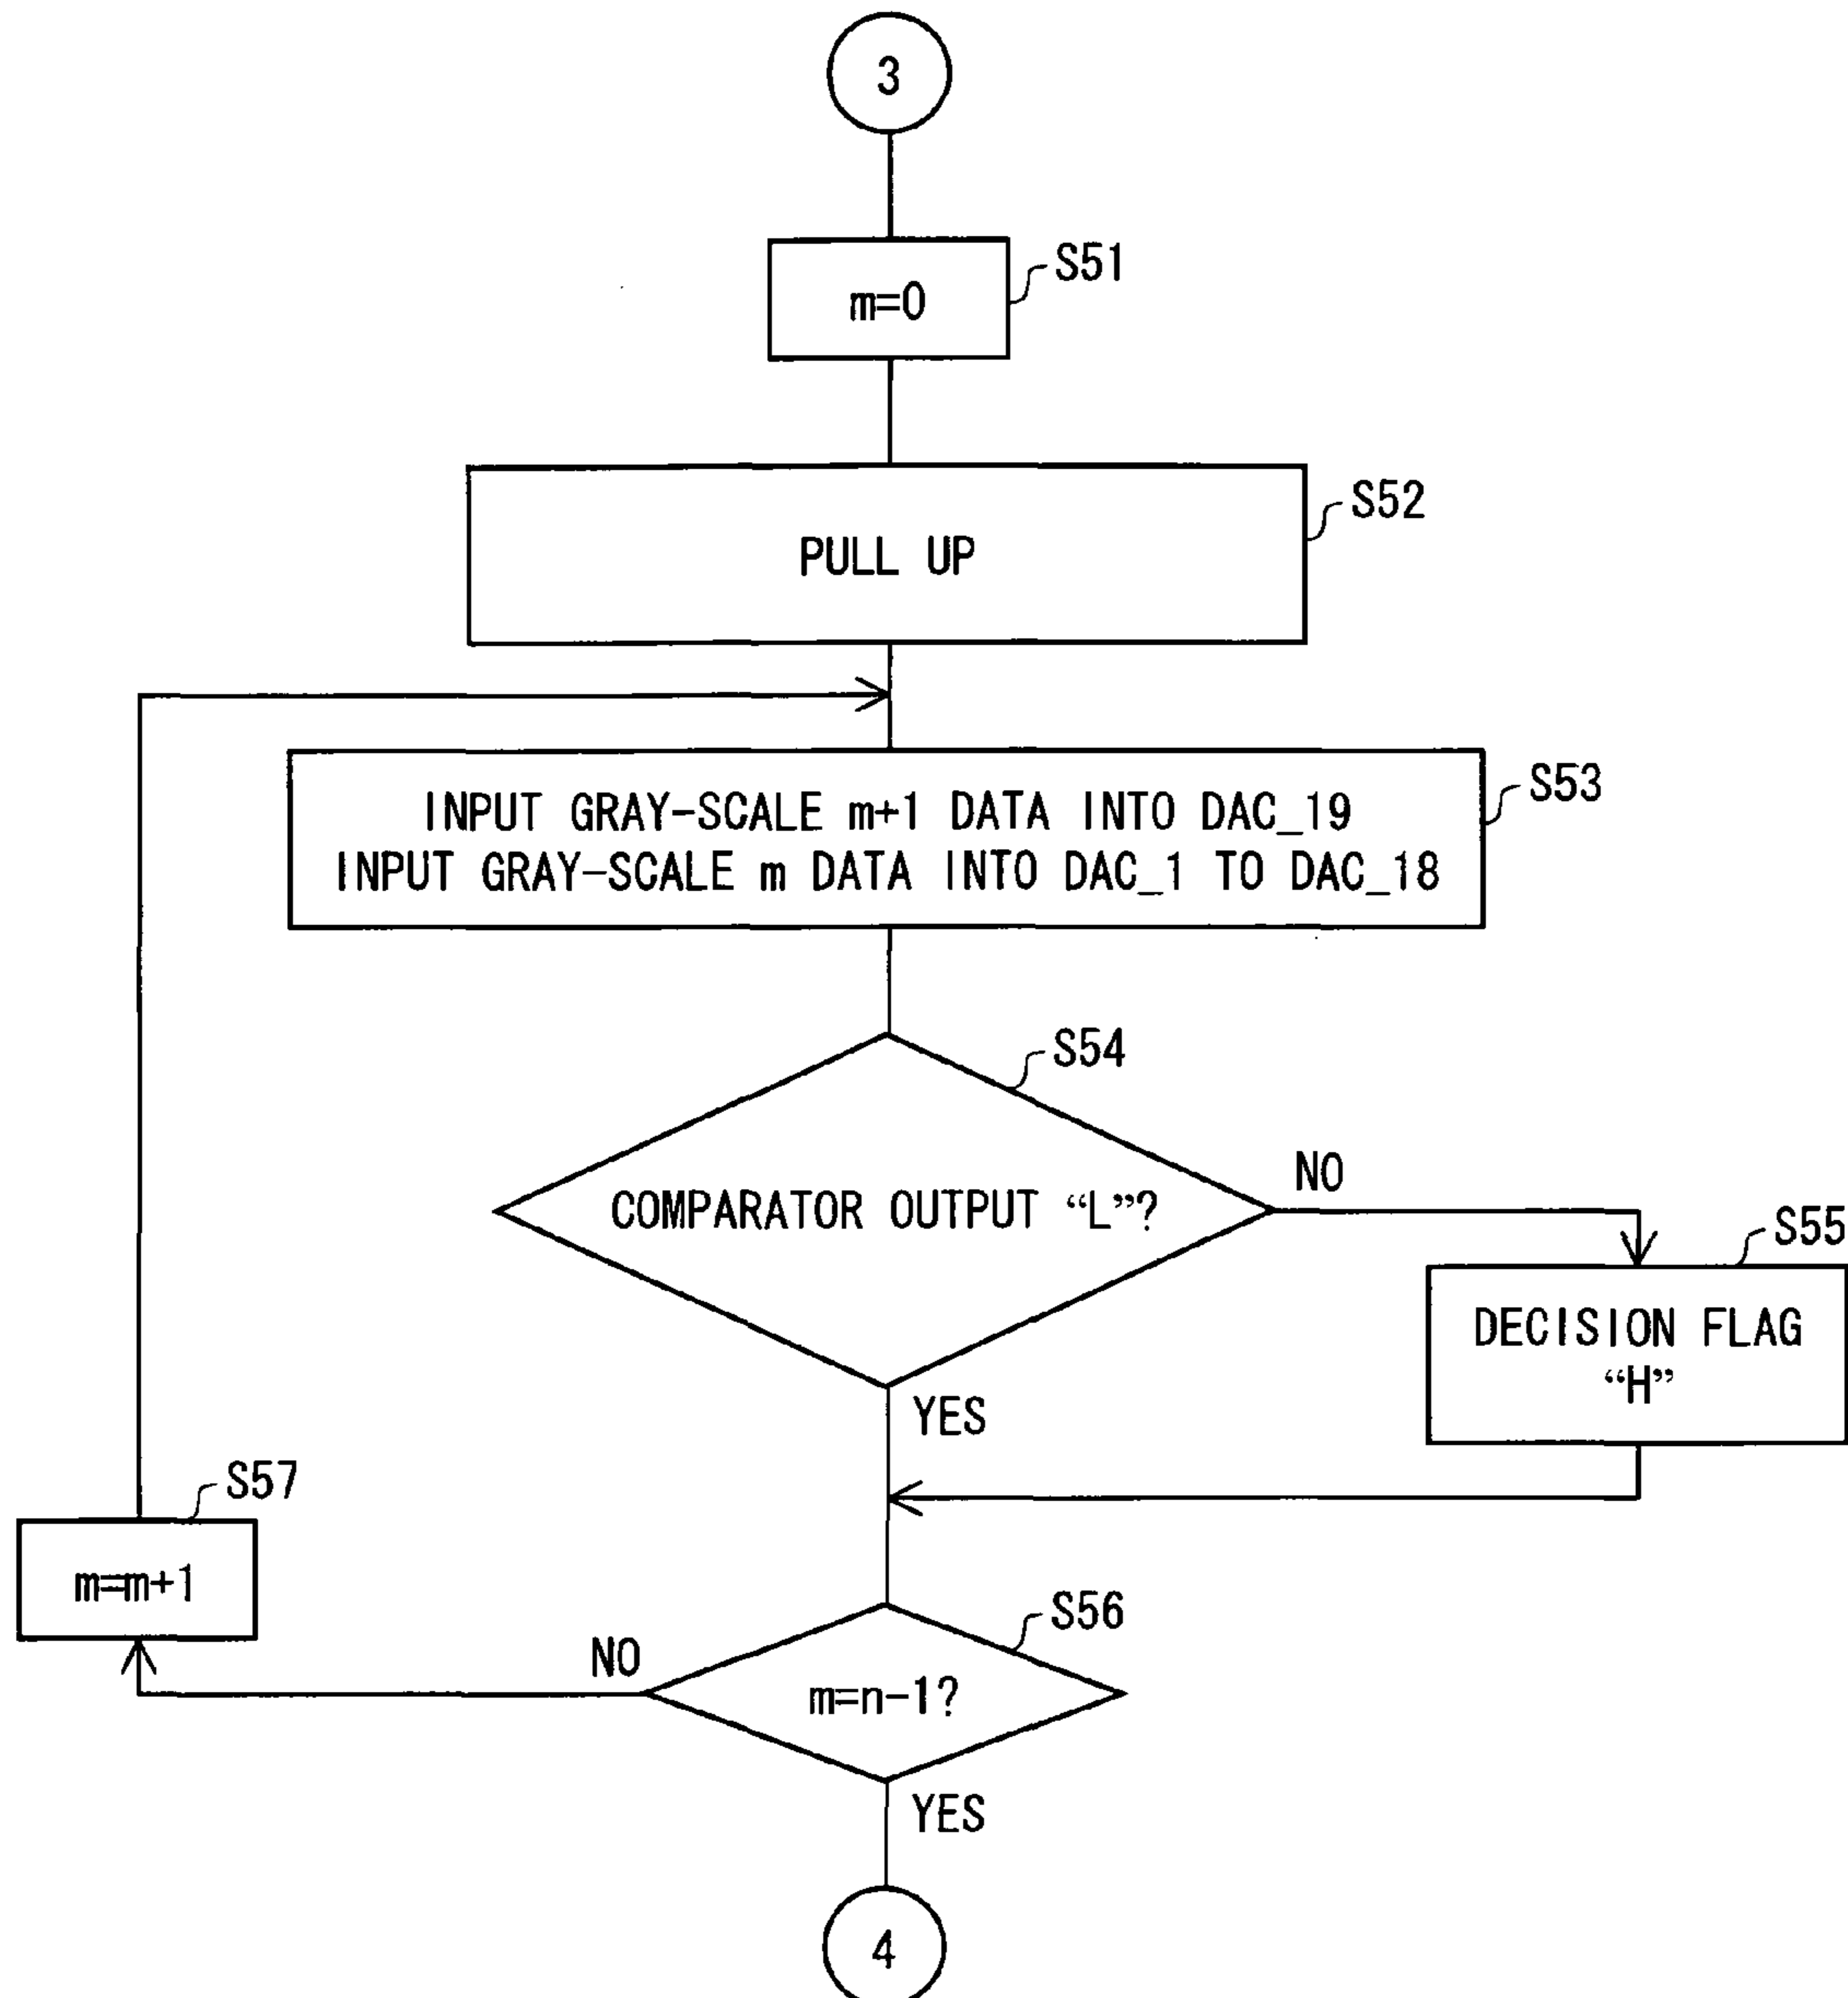 3
S51
m=0
S52
PULL UP
S53
INPUT GRAY-SCALE m+1 DATA INTO DAC_19
INPUT GRAY-SCALE m DATA INTO DAC_1 TO DAC_18
S54
COMPARATOR OUTPUT “L”?
NO
S55
DECISION FLAG
“H”
YES
S57
m=m+1
S56
NO
m=n-1?
YES
4